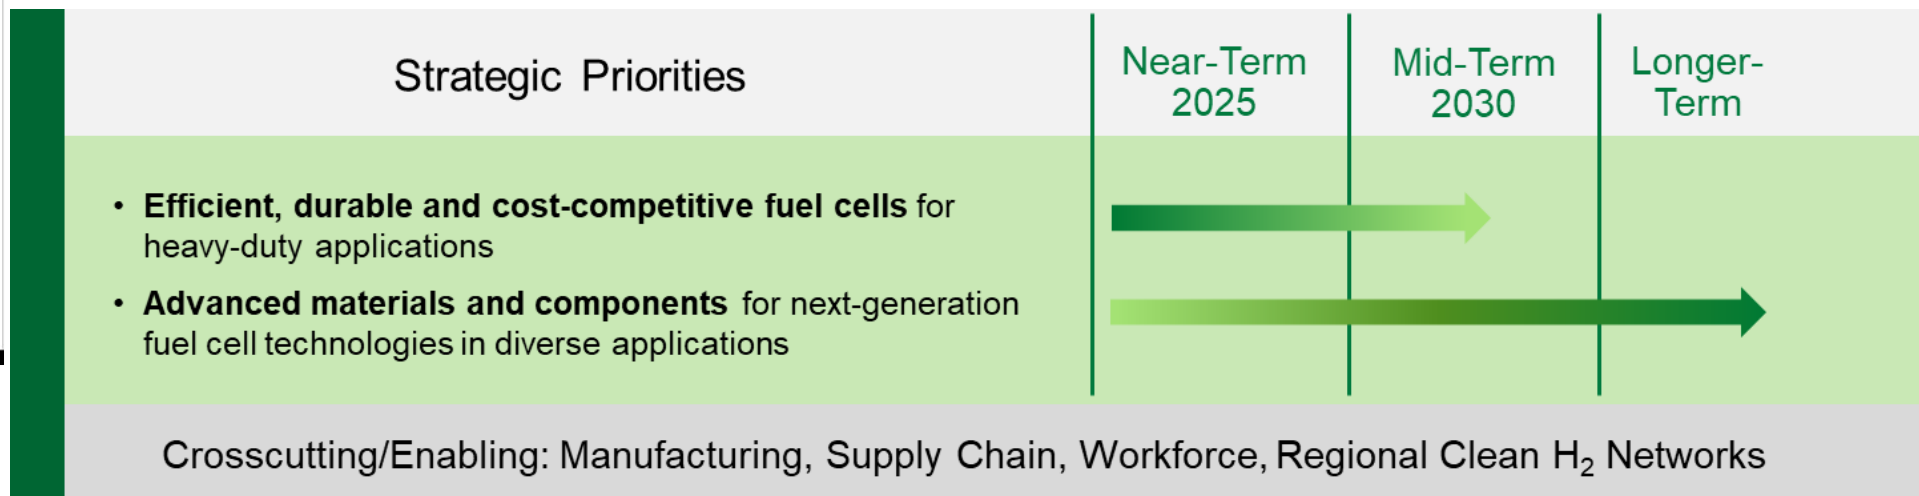 Strategic Priorities
Near-Term
2025
Mid-Term
2030
Longer-
Term
• Efficient, durable and cost-competitive fuel cells for
heavy-duty applications
• Advanced materials and components for next-generation
fuel cell technologies in diverse applications
Crosscutting/Enabling: Manufacturing, Supply Chain, Workforce, Regional Clean H₂ Networks